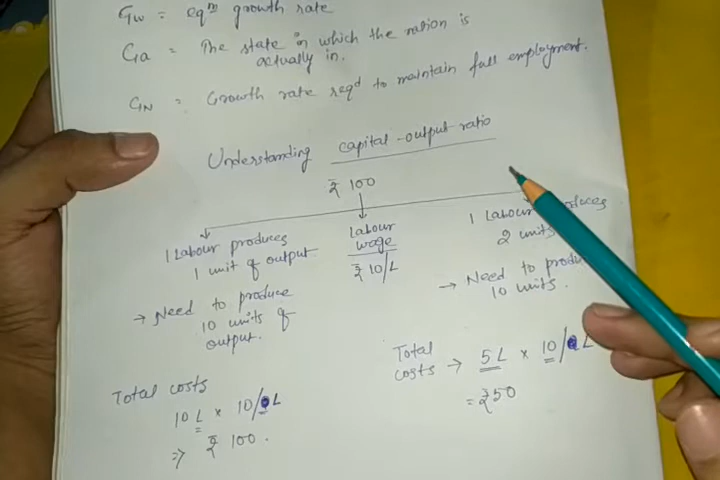 Gw = eqm growth rate
Ga = The state in which the nation is
actually in.
GN = Growth rate reqd to maintain full employment.
Understanding capital-output ratio
₹ 100
1 Labour produces
1 unit of output
→ Need to produce
10 units of
output.
Total costs
10 L × 10/L
⇒ ₹ 100.
Labour
wage
₹ 10/L
1 Labour produces
2 units
→ Need to produ
10 units.
Total
costs → 5 L × 10/L
= ₹50